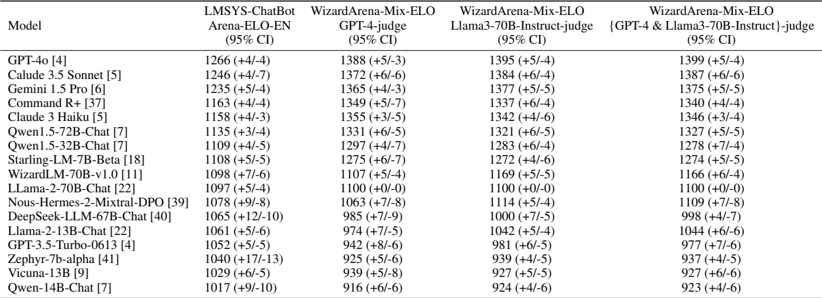 Model LMSYS-ChatBot Arena-ELO-EN (95% CI) WizardArena-Mix-ELO GPT-4-judge (95% CI) WizardArena-Mix-ELO Llama3-70B-Instruct-judge (95% CI) WizardArena-Mix-ELO {GPT-4 & Llama3-70B-Instruct}-judge (95% CI)
GPT-4o [4] 1266 (+4/-4) 1388 (+5/-3) 1395 (+5/-4) 1399 (+5/-4)
Calude 3.5 Sonnet [5] 1246 (+4/-7) 1372 (+6/-6) 1384 (+6/-4) 1387 (+6/-6)
Gemini 1.5 Pro [6] 1235 (+5/-4) 1365 (+4/-3) 1377 (+5/-5) 1375 (+5/-5)
Command R+ [37] 1163 (+4/-4) 1349 (+5/-7) 1337 (+6/-4) 1340 (+4/-4)
Claude 3 Haiku [5] 1158 (+4/-3) 1355 (+3/-5) 1342 (+4/-6) 1346 (+3/-4)
Qwen1.5-72B-Chat [7] 1135 (+3/-4) 1331 (+6/-5) 1321 (+6/-5) 1327 (+5/-5)
Qwen1.5-32B-Chat [7] 1109 (+4/-5) 1297 (+4/-7) 1283 (+6/-4) 1278 (+7/-4)
Starling-LM-7B-Beta [18] 1108 (+5/-5) 1275 (+6/-7) 1272 (+4/-6) 1274 (+5/-5)
WizardLM-70B-v1.0 [11] 1098 (+7/-6) 1107 (+5/-4) 1169 (+5/-5) 1166 (+6/-4)
LLama-2-70B-Chat [22] 1097 (+5/-4) 1100 (+0/-0) 1100 (+0/-0) 1100 (+0/-0)
Nous-Hermes-2-Mixtral-DPO [39] 1078 (+9/-8) 1063 (+7/-8) 1114 (+5/-4) 1109 (+7/-8)
DeepSeek-LLM-67B-Chat [40] 1065 (+12/-10) 985 (+7/-9) 1000 (+7/-5) 998 (+4/-7)
Llama-2-13B-Chat [22] 1061 (+5/-6) 974 (+7/-5) 1042 (+5/-4) 1044 (+6/-6)
GPT-3.5-Turbo-0613 [4] 1052 (+5/-5) 942 (+8/-6) 981 (+6/-5) 977 (+7/-6)
Zephyr-7b-alpha [41] 1040 (+17/-13) 925 (+5/-6) 939 (+4/-5) 937 (+4/-5)
Vicuna-13B [9] 1029 (+6/-5) 939 (+5/-8) 927 (+5/-5) 927 (+6/-6)
Qwen-14B-Chat [7] 1017 (+9/-10) 916 (+6/-6) 924 (+4/-6) 923 (+4/-6)